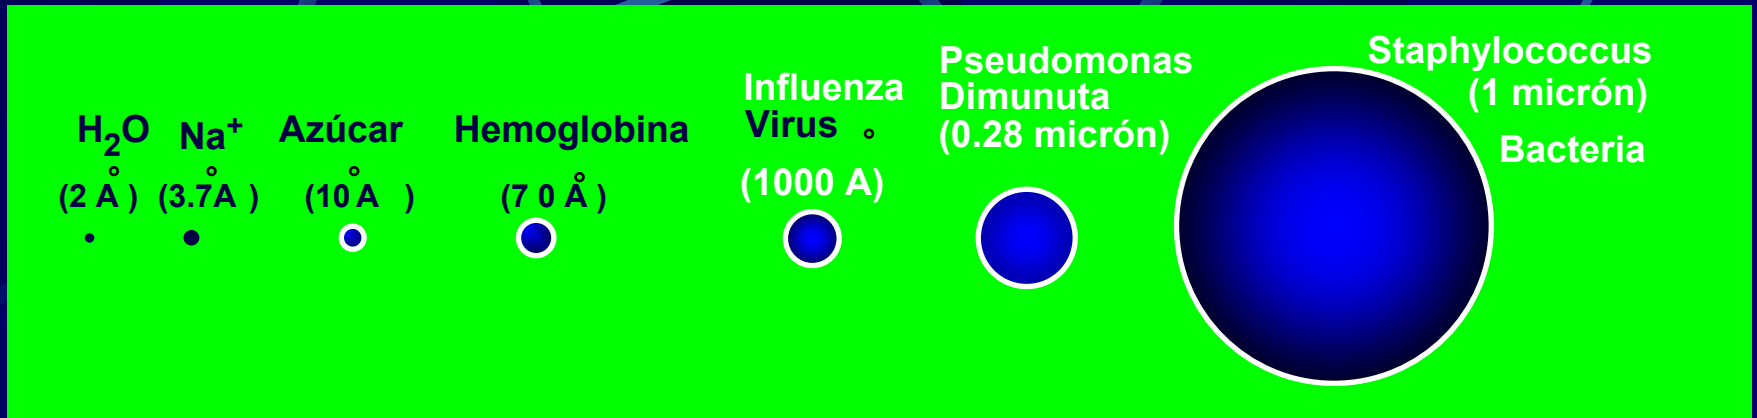 H₂O
(2 Å )
Na⁺
(3.7Å )
Azúcar
(10 Å )
Hemoglobina
(7 0 Å )
Influenza
Virus
(1000 Å)
Pseudomonas
Dimunuta
(0.28 micrón)
Staphylococcus
(1 micrón)
Bacteria